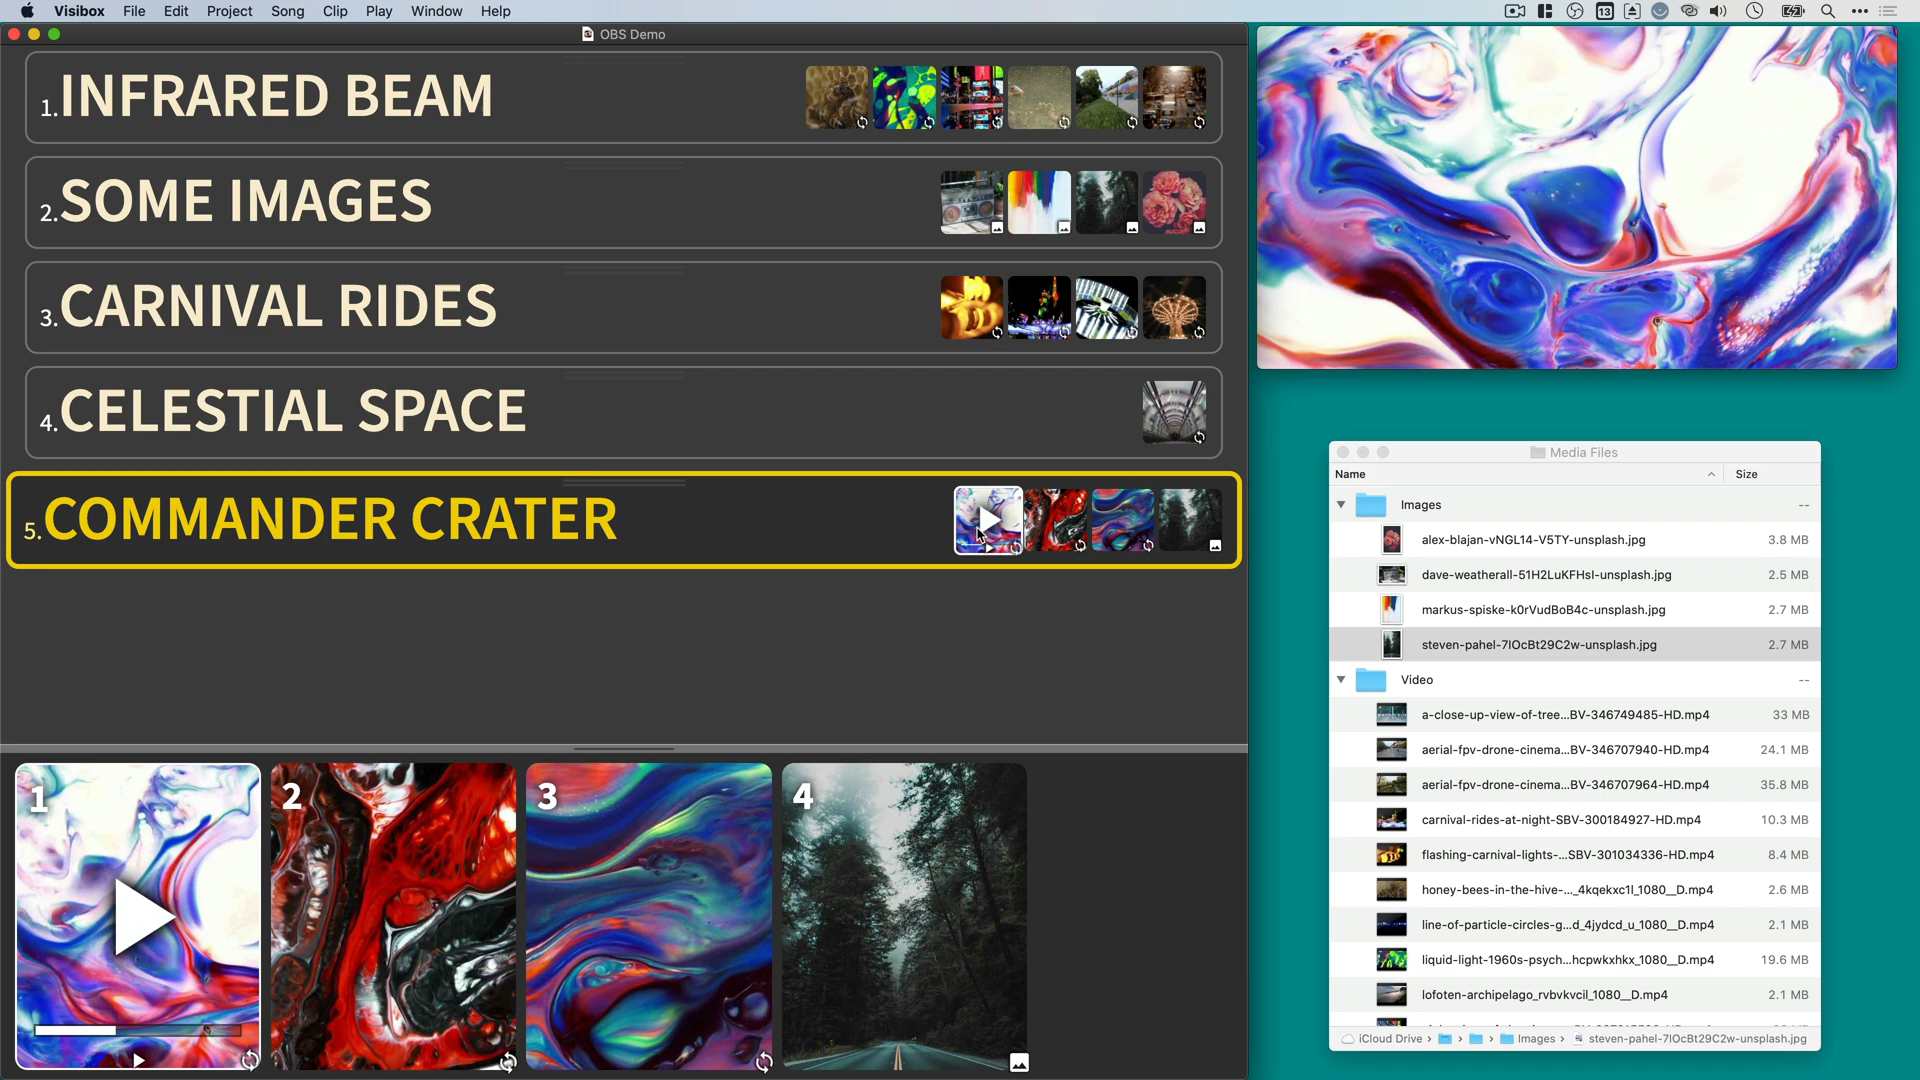 Visibox File Edit Project Song Clip Play Window Help
13
OBS Demo
1. INFRARED BEAM
2. SOME IMAGES
3. CARNIVAL RIDES
4. CELESTIAL SPACE
5. COMMANDER CRATER
1 2 3 4
Media Files
Name Size
Images --
alex-blajan-vNGL14-V5TY-unsplash.jpg 3.8 MB
dave-weatherall-51H2LuKFHsI-unsplash.jpg 2.5 MB
markus-spiske-k0rVudBoB4c-unsplash.jpg 2.7 MB
steven-pahel-7lOcBt29C2w-unsplash.jpg 2.7 MB
Video --
a-close-up-view-of-tree...BV-346749485-HD.mp4 33 MB
aerial-fpv-drone-cinema...BV-346707940-HD.mp4 24.1 MB
aerial-fpv-drone-cinema...BV-346707964-HD.mp4 35.8 MB
carnival-rides-at-night-SBV-300184927-HD.mp4 10.3 MB
flashing-carnival-lights-...SBV-301034336-HD.mp4 8.4 MB
honey-bees-in-the-hive-..._4kqekxc1l_1080__D.mp4 2.6 MB
line-of-particle-circles-g...d_4jydcd_u_1080__D.mp4 2.1 MB
liquid-light-1960s-psych...hcpwkxhkx_1080__D.mp4 19.6 MB
lofoten-archipelago_rvbvkvcil_1080__D.mp4 2.1 MB
iCloud Drive › › › Images › steven-pahel-7lOcBt29C2w-unsplash.jpg